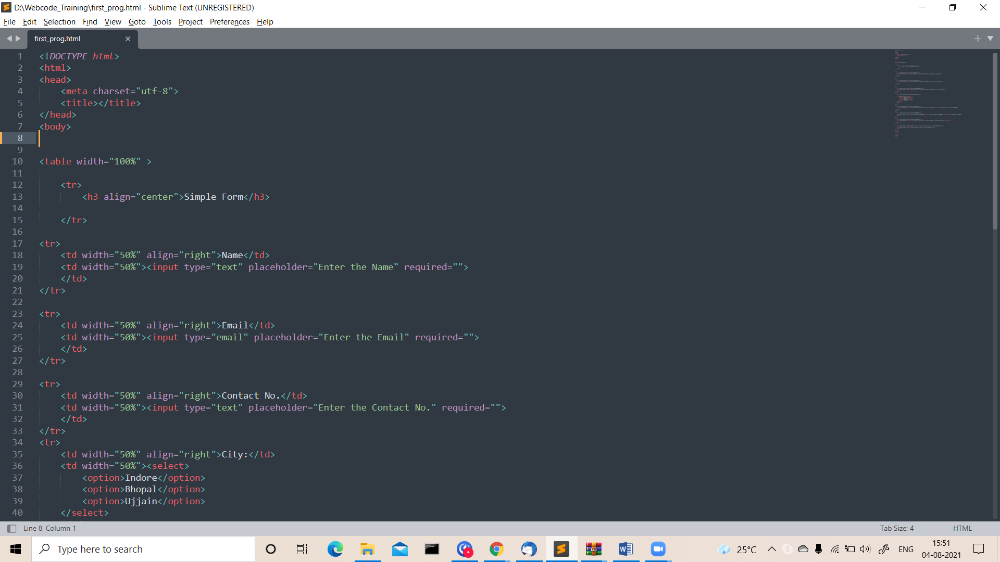 D:\Webcode_Training\first_prog.html - Sublime Text (UNREGISTERED)
File Edit Selection Find View Goto Tools Project Preferences Help
first_prog.html
1 <!DOCTYPE html>
2 <html>
3 <head>
4 <meta charset="utf-8">
5 <title></title>
6 </head>
7 <body>
8
9
10 <table width="100%" >
11
12 <tr>
13 <h3 align="center">Simple Form</h3>
14
15 </tr>
16
17 <tr>
18 <td width="50%" align="right">Name</td>
19 <td width="50%"><input type="text" placeholder="Enter the Name" required="">
20 </td>
21 </tr>
22
23 <tr>
24 <td width="50%" align="right">Email</td>
25 <td width="50%"><input type="email" placeholder="Enter the Email" required="">
26 </td>
27 </tr>
28
29 <tr>
30 <td width="50%" align="right">Contact No.</td>
31 <td width="50%"><input type="text" placeholder="Enter the Contact No." required="">
32 </td>
33 </tr>
34 <tr>
35 <td width="50%" align="right">City:</td>
36 <td width="50%"><select>
37 <option>Indore</option>
38 <option>Bhopal</option>
39 <option>Ujjain</option>
40 </select>
Line 8, Column 1 Tab Size: 4 HTML
Type here to search 25°C ENG 15:51
04-08-2021